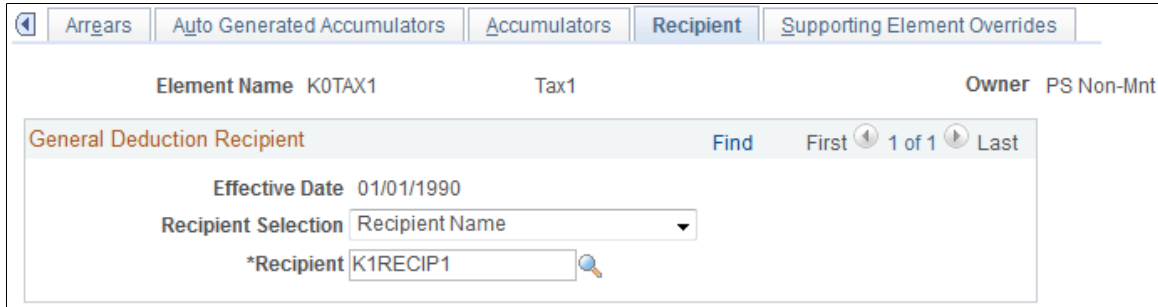 Arrears Auto Generated Accumulators Accumulators Recipient Supporting Element Overrides
Element Name K0TAX1 Tax1 Owner PS Non-Mnt
General Deduction Recipient Find First 1 of 1 Last
Effective Date 01/01/1990
Recipient Selection Recipient Name
*Recipient K1RECIP1